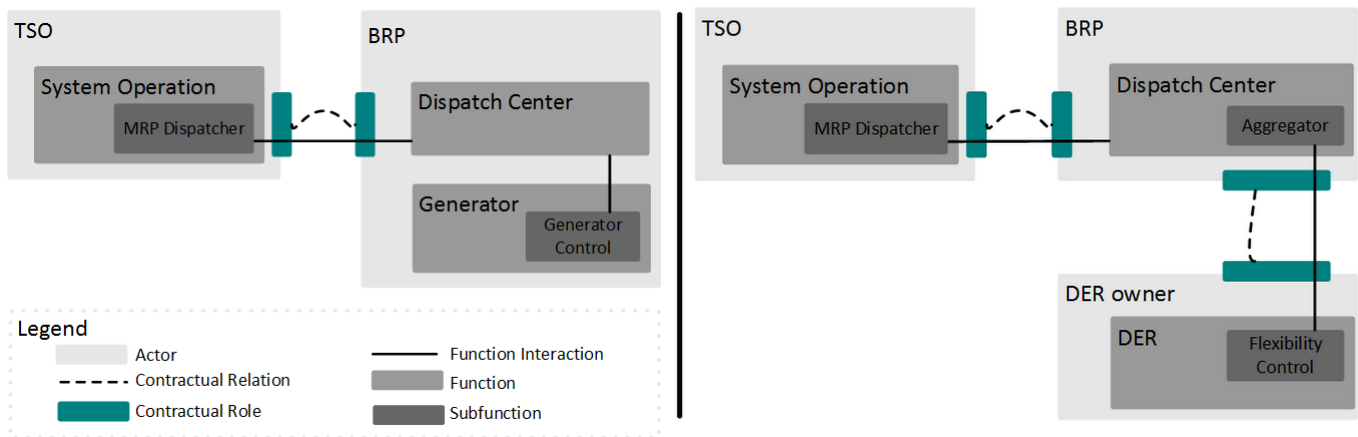 TSO
System Operation
MRP Dispatcher
BRP
Dispatch Center
Generator
Generator
Control
Legend
Actor
Contractual Relation
Contractual Role
Function Interaction
Function
Subfunction
TSO
System Operation
MRP Dispatcher
BRP
Dispatch Center
Aggregator
DER owner
DER
Flexibility
Control